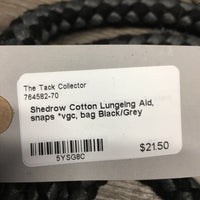 The Tack Collector
764582-70
Shedrow Cotton Lungeing Aid,
snaps *vgc, bag Black/Grey
5YSG8C
$21.50